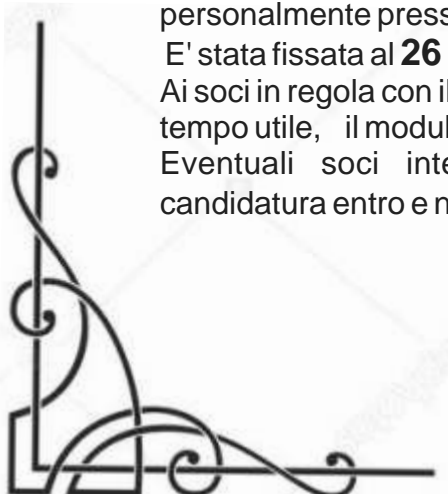 personalmente press
E' stata fissata al 26
Ai soci in regola con il
tempo utile, il modul
Eventuali soci inte
candidatura entro e n